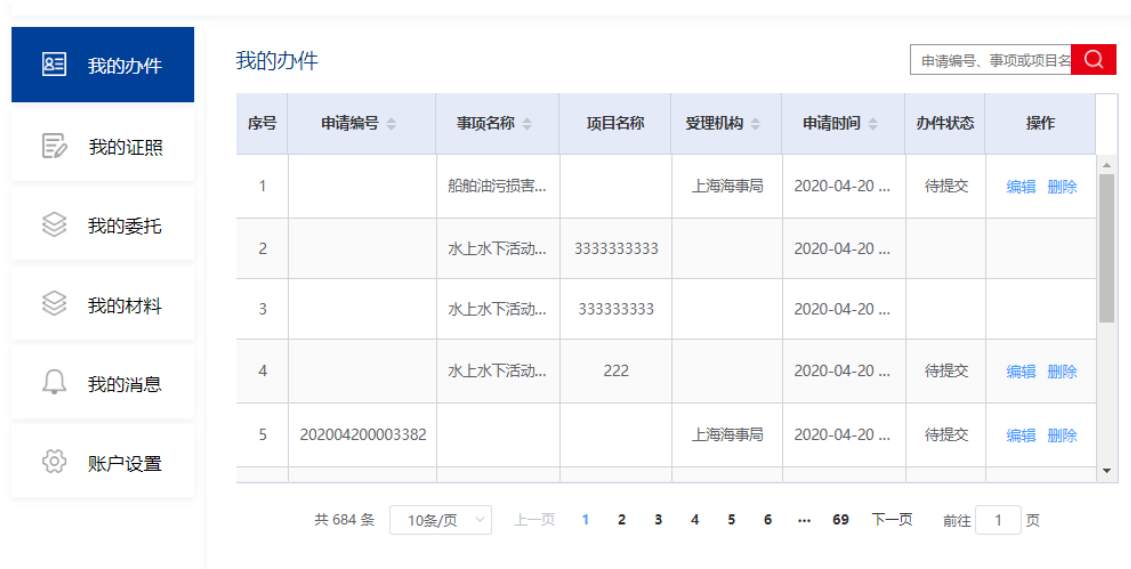 我的办件
我的证照
我的委托
我的材料
我的消息
账户设置
我的办件
申请编号、事项或项目名
序号 申请编号 事项名称 项目名称 受理机构 申请时间 办件状态 操作
1 船舶油污损害... 上海海事局 2020-04-20 ... 待提交 编辑 删除
2 水上水下活动... 3333333333 2020-04-20 ...
3 水上水下活动... 333333333 2020-04-20 ...
4 水上水下活动... 222 2020-04-20 ... 待提交 编辑 删除
5 202004200003382 上海海事局 2020-04-20 ... 待提交 编辑 删除
共 684 条 10条/页 上一页 1 2 3 4 5 6 ... 69 下一页 前往 1 页